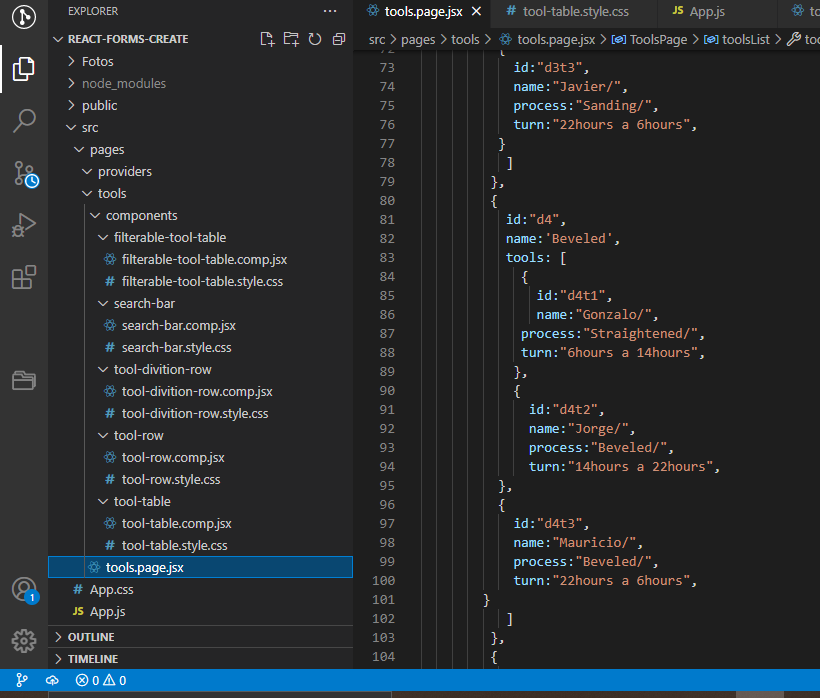 EXPLORER
REACT-FORMS-CREATE
Fotos
node_modules
public
src
pages
providers
tools
components
filterable-tool-table
filterable-tool-table.comp.jsx
# filterable-tool-table.style.css
search-bar
search-bar.comp.jsx
# search-bar.style.css
tool-divition-row
tool-divition-row.comp.jsx
# tool-divition-row.style.css
tool-row
tool-row.comp.jsx
# tool-row.style.css
tool-table
tool-table.comp.jsx
# tool-table.style.css
tools.page.jsx
# App.css
JS App.js
OUTLINE
TIMELINE
1
0 0
tools.page.jsx # tool-table.style.css JS App.js
src > pages > tools > tools.page.jsx > ToolsPage > toolsList >
73 id:"d3t3",
74 name:"Javier/",
75 process:"Sanding/",
76 turn:"22hours a 6hours",
77 }
78 ]
79 },
80 {
81 id:"d4",
82 name:'Beveled',
83 tools: [
84 {
85 id:"d4t1",
86 name:"Gonzalo/",
87 process:"Straightened/",
88 turn:"6hours a 14hours",
89 },
90 {
91 id:"d4t2",
92 name:"Jorge/",
93 process:"Beveled/",
94 turn:"14hours a 22hours",
95 },
96 {
97 id:"d4t3",
98 name:"Mauricio/",
99 process:"Beveled/",
100 turn:"22hours a 6hours",
101 }
102 ]
103 },
104 {